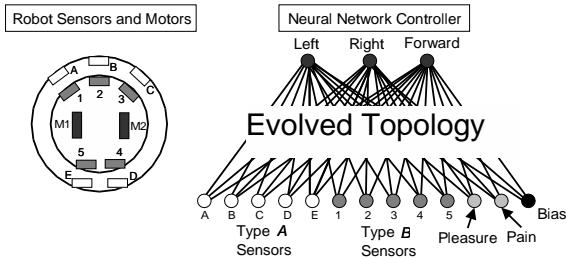 Robot Sensors and Motors
Neural Network Controller
Left Right Forward
A B C
1 2 3
M1 M2
5 4
E D
Evolved Topology
A B C D E 1 2 3 4 5
Bias
Type A Sensors
Type B Sensors
Pleasure Pain